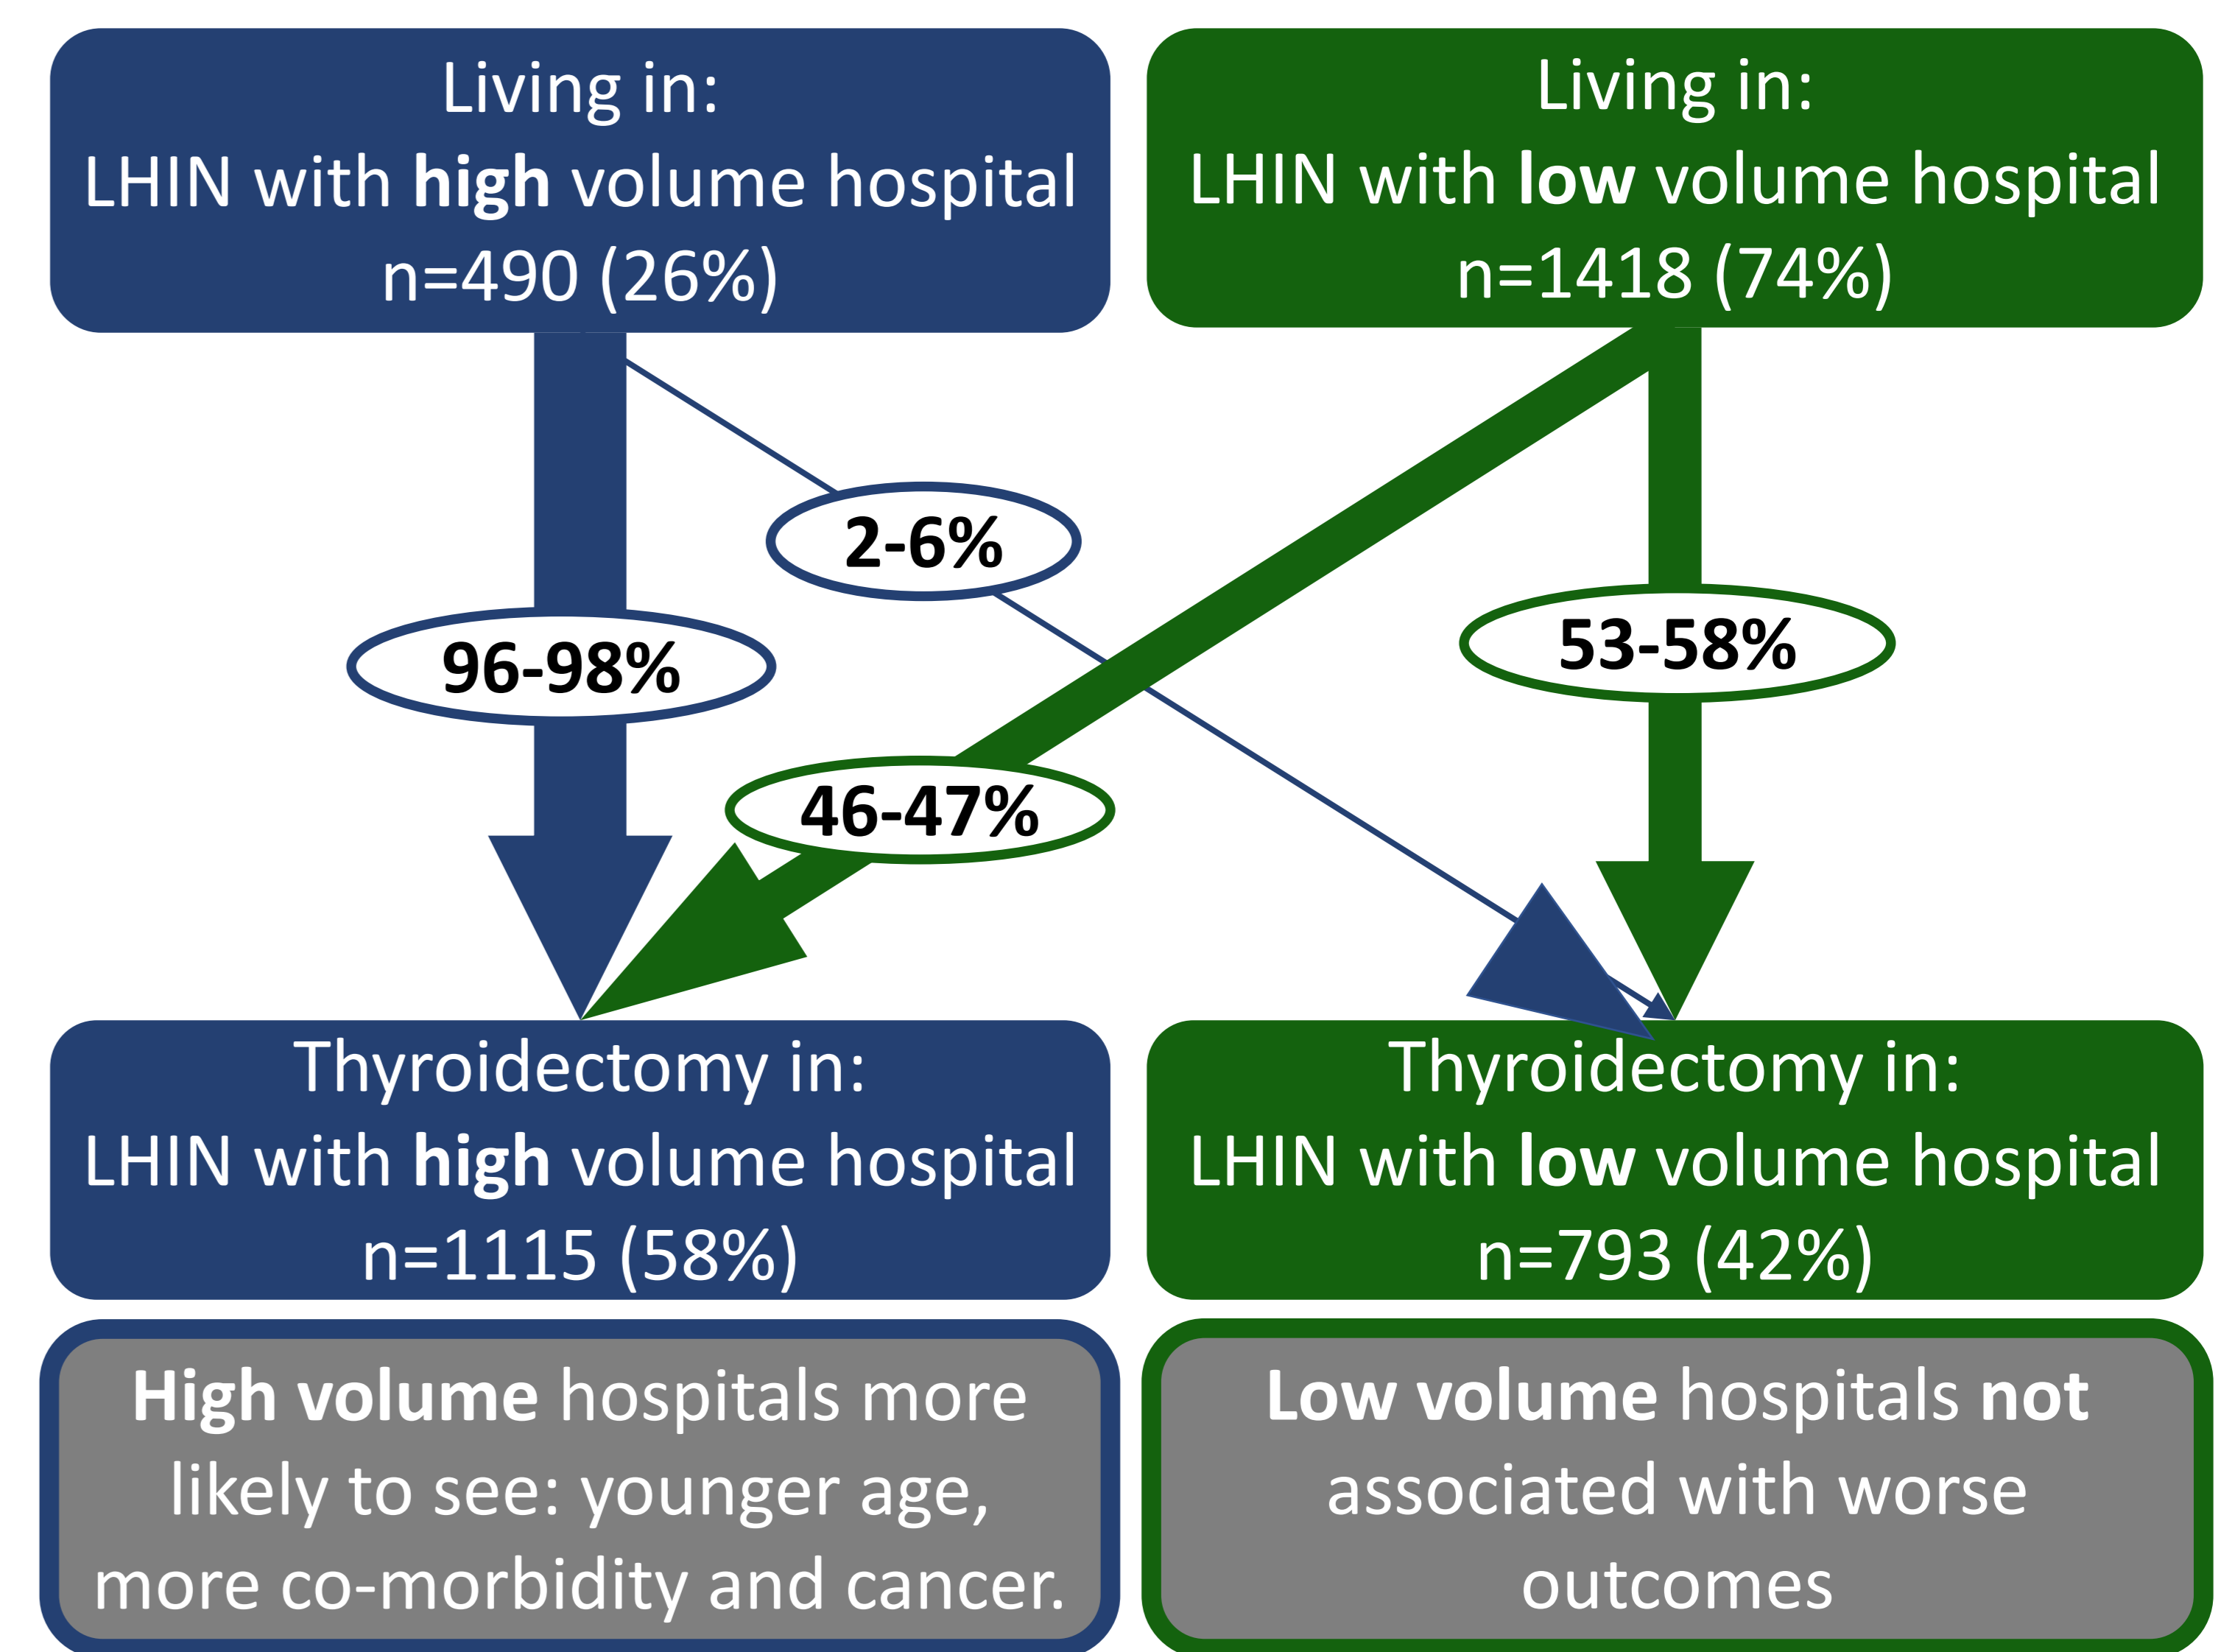 Living in:
LHIN with high volume hospital
n=490 (26%)
Living in:
LHIN with low volume hospital
n=1418 (74%)
2-6%
96-98%
53-58%
46-47%
Thyroidectomy in:
LHIN with high volume hospital
n=1115 (58%)
Thyroidectomy in:
LHIN with low volume hospital
n=793 (42%)
High volume hospitals more
likely to see: younger age,
more co-morbidity and cancer.
Low volume hospitals not
associated with worse
outcomes